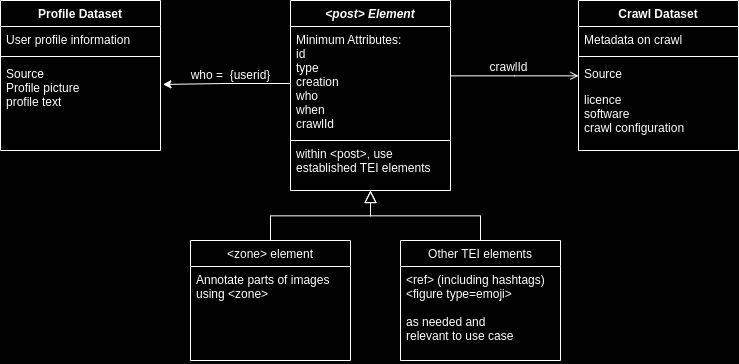 Profile Dataset
User profile information
Source
Profile picture
profile text
who =  {userid}
<post> Element
Minimum Attributes:
id
type
creation
who
when
crawlId
within <post>, use
established TEI elements
crawlId
Crawl Dataset
Metadata on crawl
Source
licence
software
crawl configuration
<zone> element
Annotate parts of images
using <zone>
Other TEI elements
<ref> (including hashtags)
<figure type=emoji>
as needed and
relevant to use case